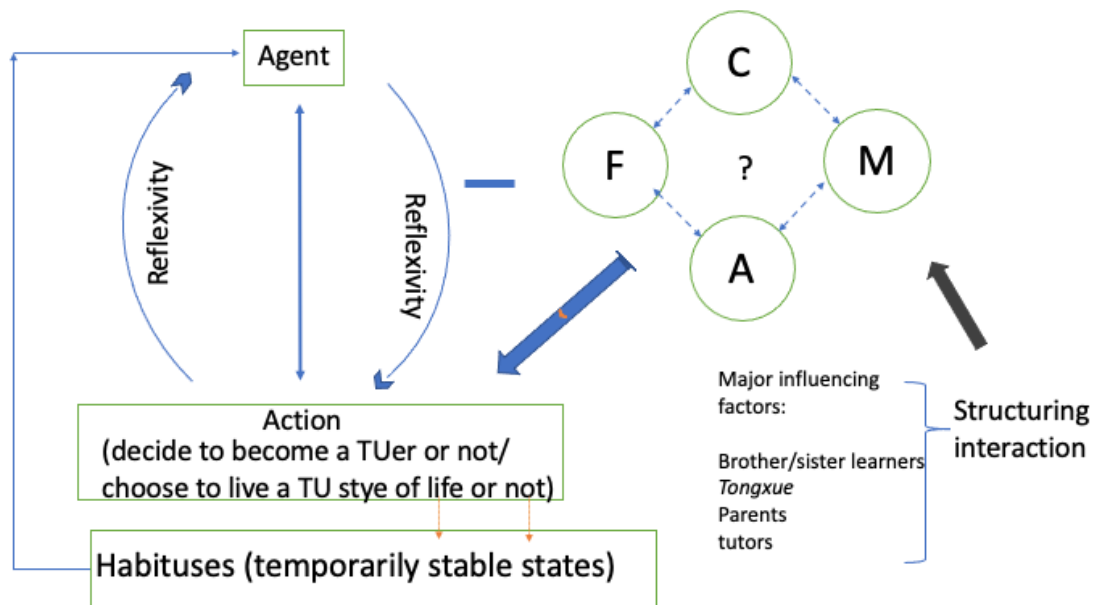 Agent
Reflexivity
Reflexivity
C
F
?
M
A
Action
(decide to become a TUer or not/
choose to live a TU stye of life or not)
Habituses (temporarily stable states)
Major influencing
factors:
Brother/sister learners
Tongxue
Parents
tutors
Structuring
interaction